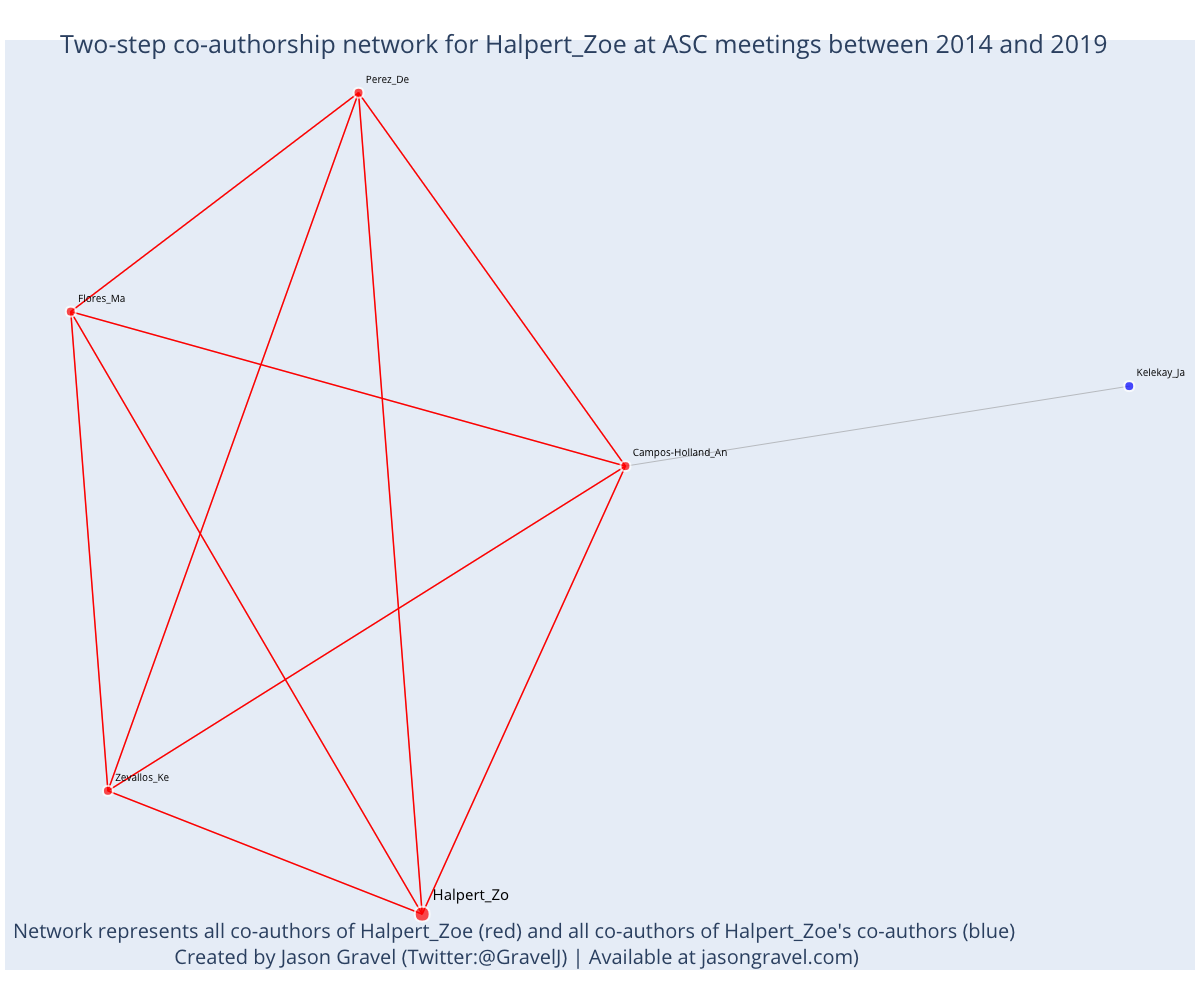 Two-step co-authorship network for Halpert_Zoe at ASC meetings between 2014 and 2019
Perez_De
Flores_Ma
Kelekay_Ja
Campos-Holland_An
Zevallos_Ke
Halpert_Zo
Network represents all co-authors of Halpert_Zoe (red) and all co-authors of Halpert_Zoe's co-authors (blue)
Created by Jason Gravel (Twitter:@GravelJ) | Available at jasongravel.com)